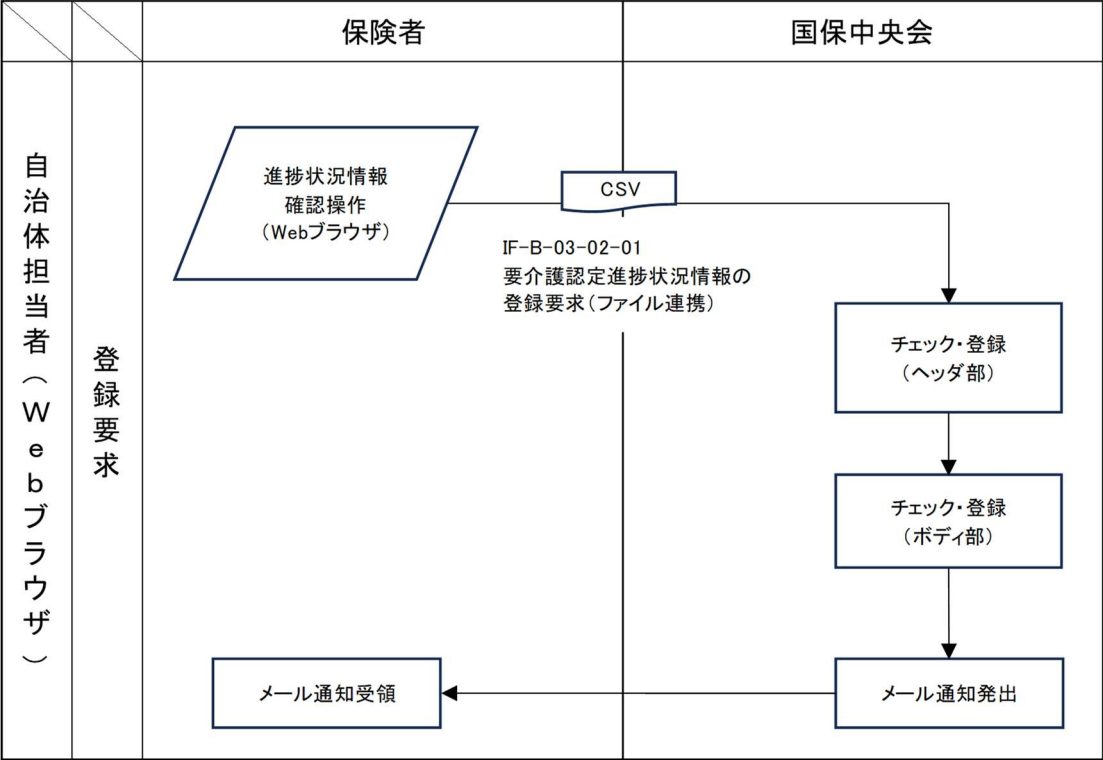 保険者
国保中央会
自治体担当者（Webブラウザ）
登録要求
進捗状況情報
確認操作
（Webブラウザ）
CSV
IF-B-03-02-01
要介護認定進捗状況情報の
登録要求（ファイル連携）
チェック・登録
（ヘッダ部）
チェック・登録
（ボディ部）
メール通知発出
メール通知受領